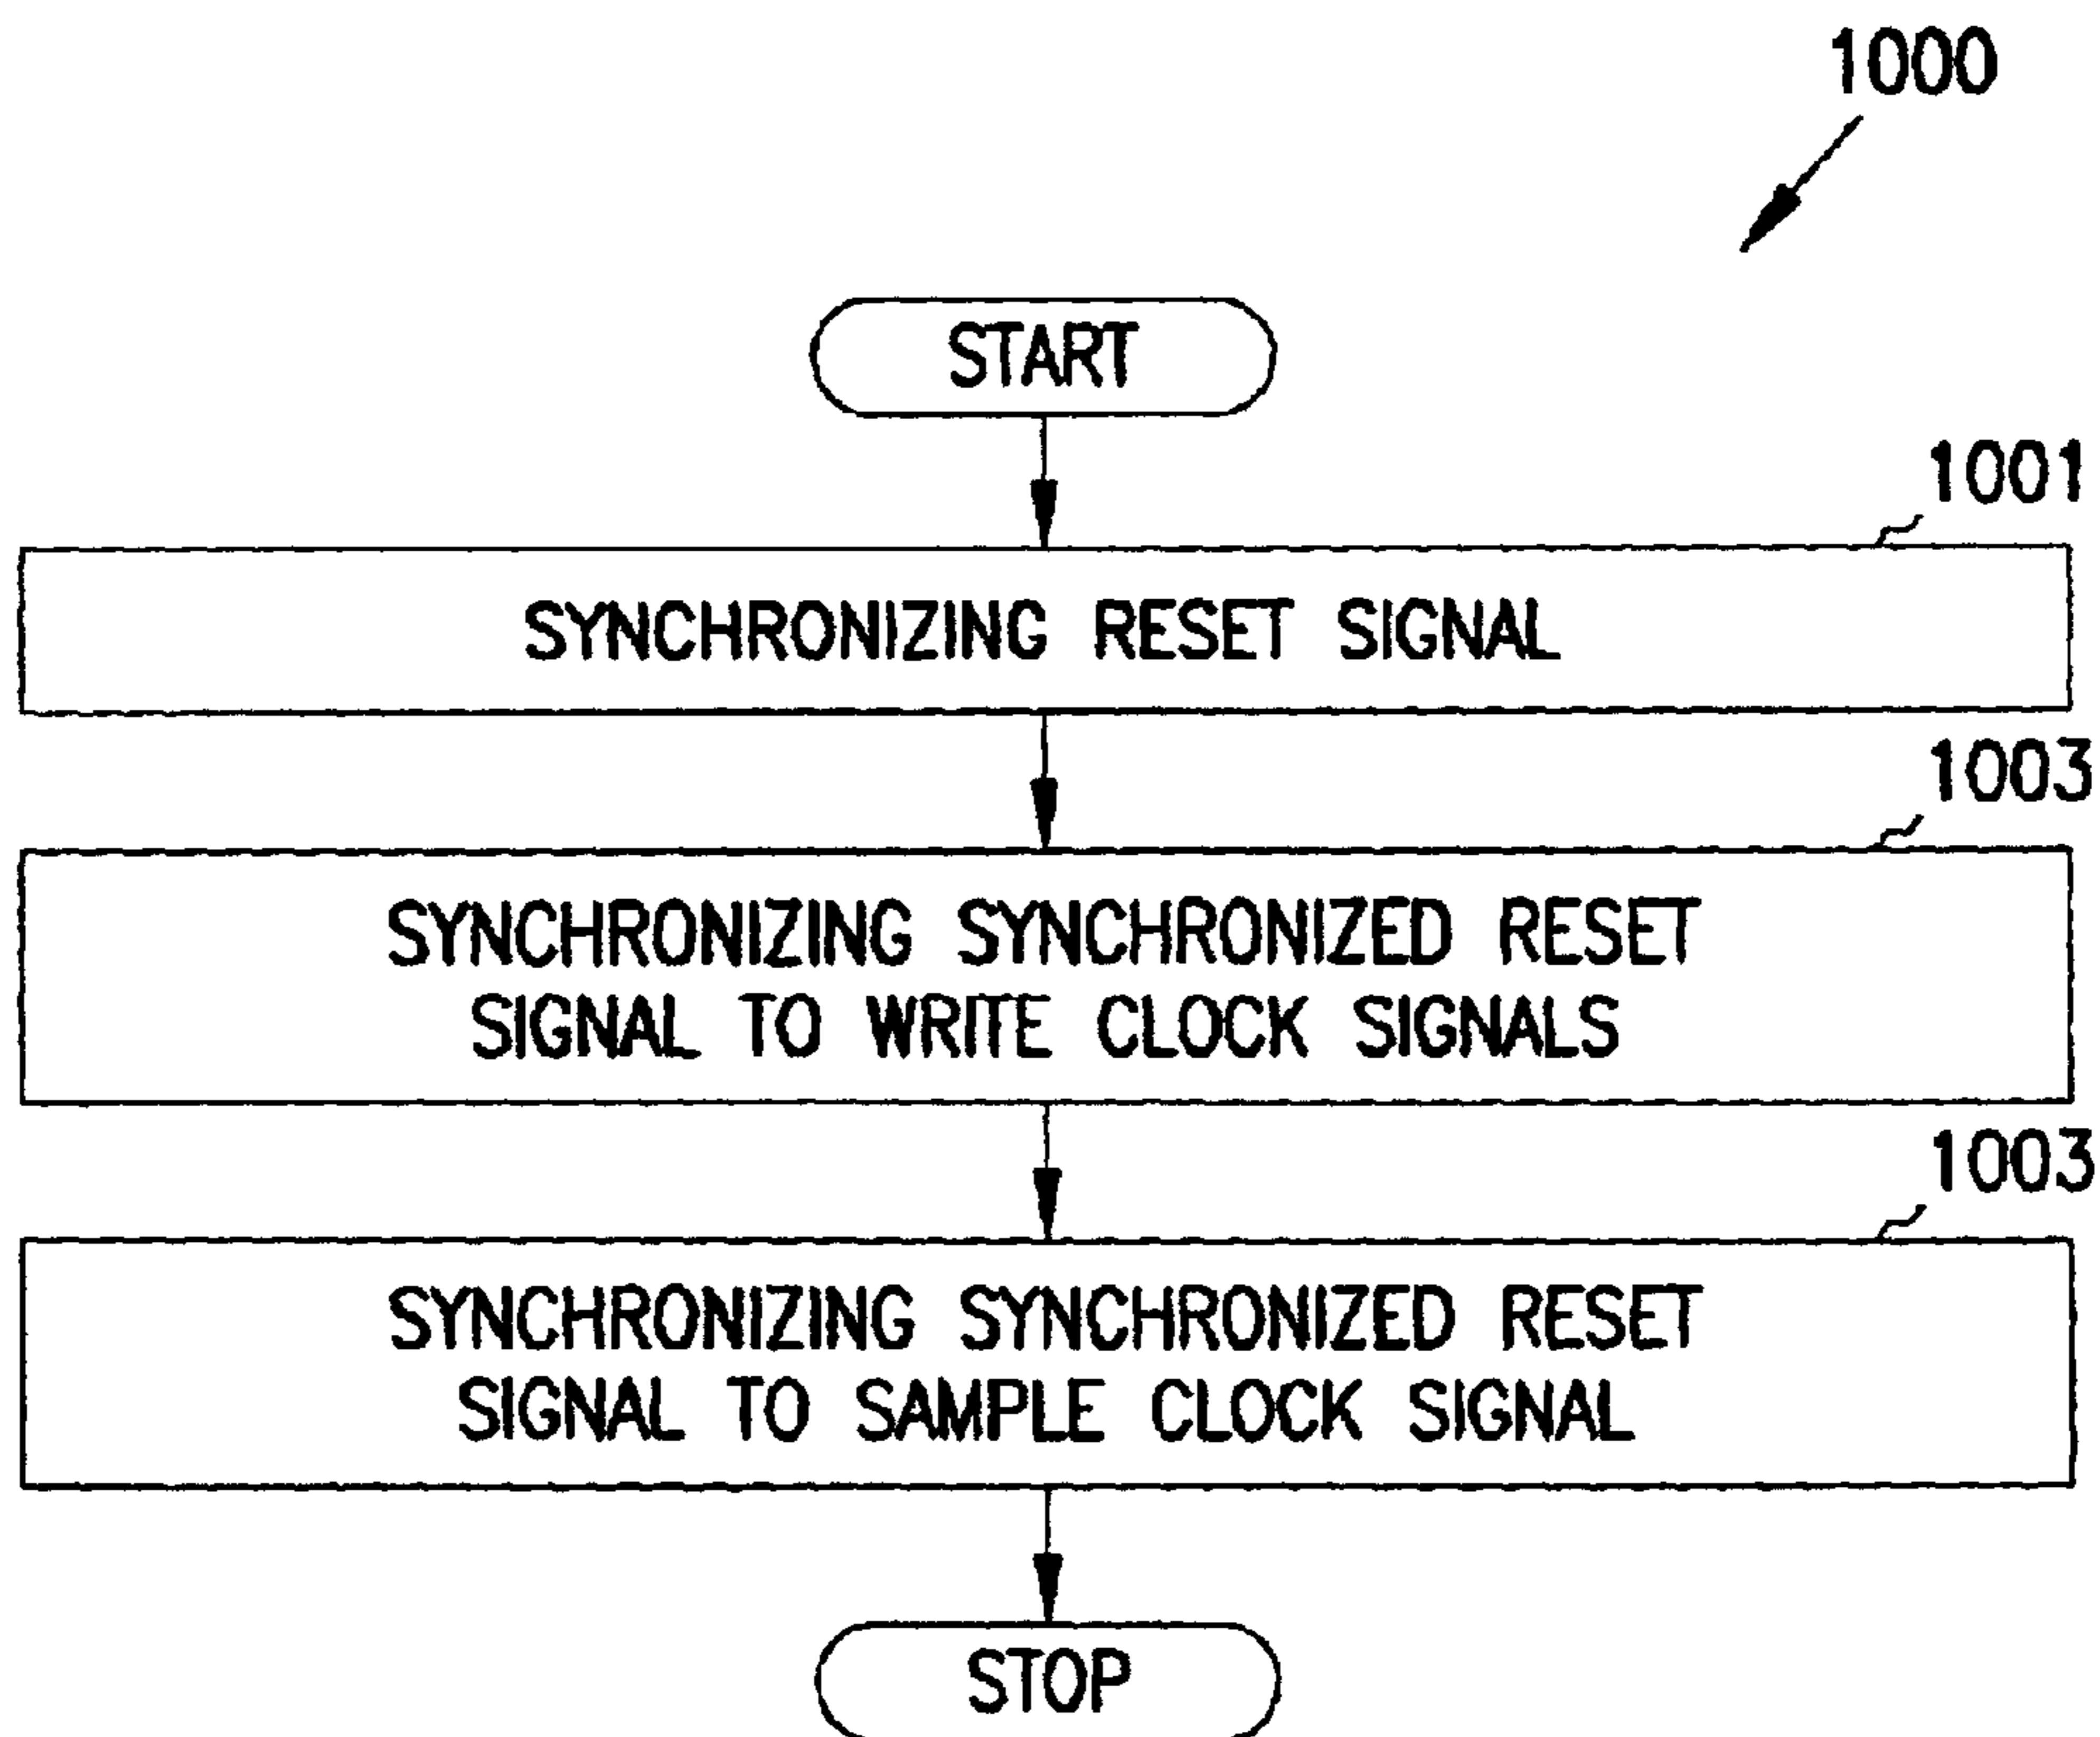 1000
START
1001
SYNCHRONIZING RESET SIGNAL
1003
SYNCHRONIZING SYNCHRONIZED RESET
SIGNAL TO WRITE CLOCK SIGNALS
1003
SYNCHRONIZING SYNCHRONIZED RESET
SIGNAL TO SAMPLE CLOCK SIGNAL
STOP